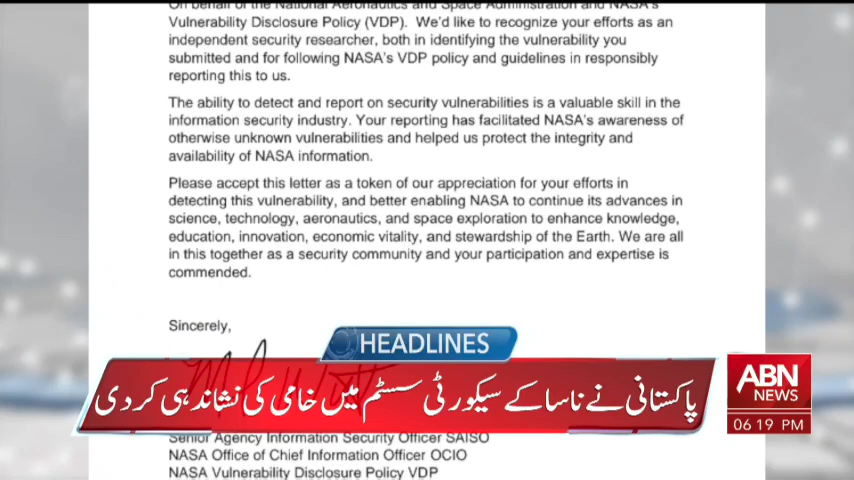 On behalf of the National Aeronautics and Space Administration and NASA's
Vulnerability Disclosure Policy (VDP). We'd like to recognize your efforts as an
independent security researcher, both in identifying the vulnerability you
submitted and for following NASA's VDP policy and guidelines in responsibly
reporting this to us.
The ability to detect and report on security vulnerabilities is a valuable skill in the
information security industry. Your reporting has facilitated NASA's awareness of
otherwise unknown vulnerabilities and helped us protect the integrity and
availability of NASA information.
Please accept this letter as a token of our appreciation for your efforts in
detecting this vulnerability, and better enabling NASA to continue its advances in
science, technology, aeronautics, and space exploration to enhance knowledge,
education, innovation, economic vitality, and stewardship of the Earth. We are all
in this together as a security community and your participation and expertise is
commended.
Sincerely,
HEADLINES
پاکستانی نے ناسا کے سیکورٹی سسٹم میں خامی کی نشاندہی کردی
ABN
NEWS
06:19 PM
Senior Agency Information Security Officer SAISO
NASA Office of Chief Information Officer OCIO
NASA Vulnerability Disclosure Policy VDP